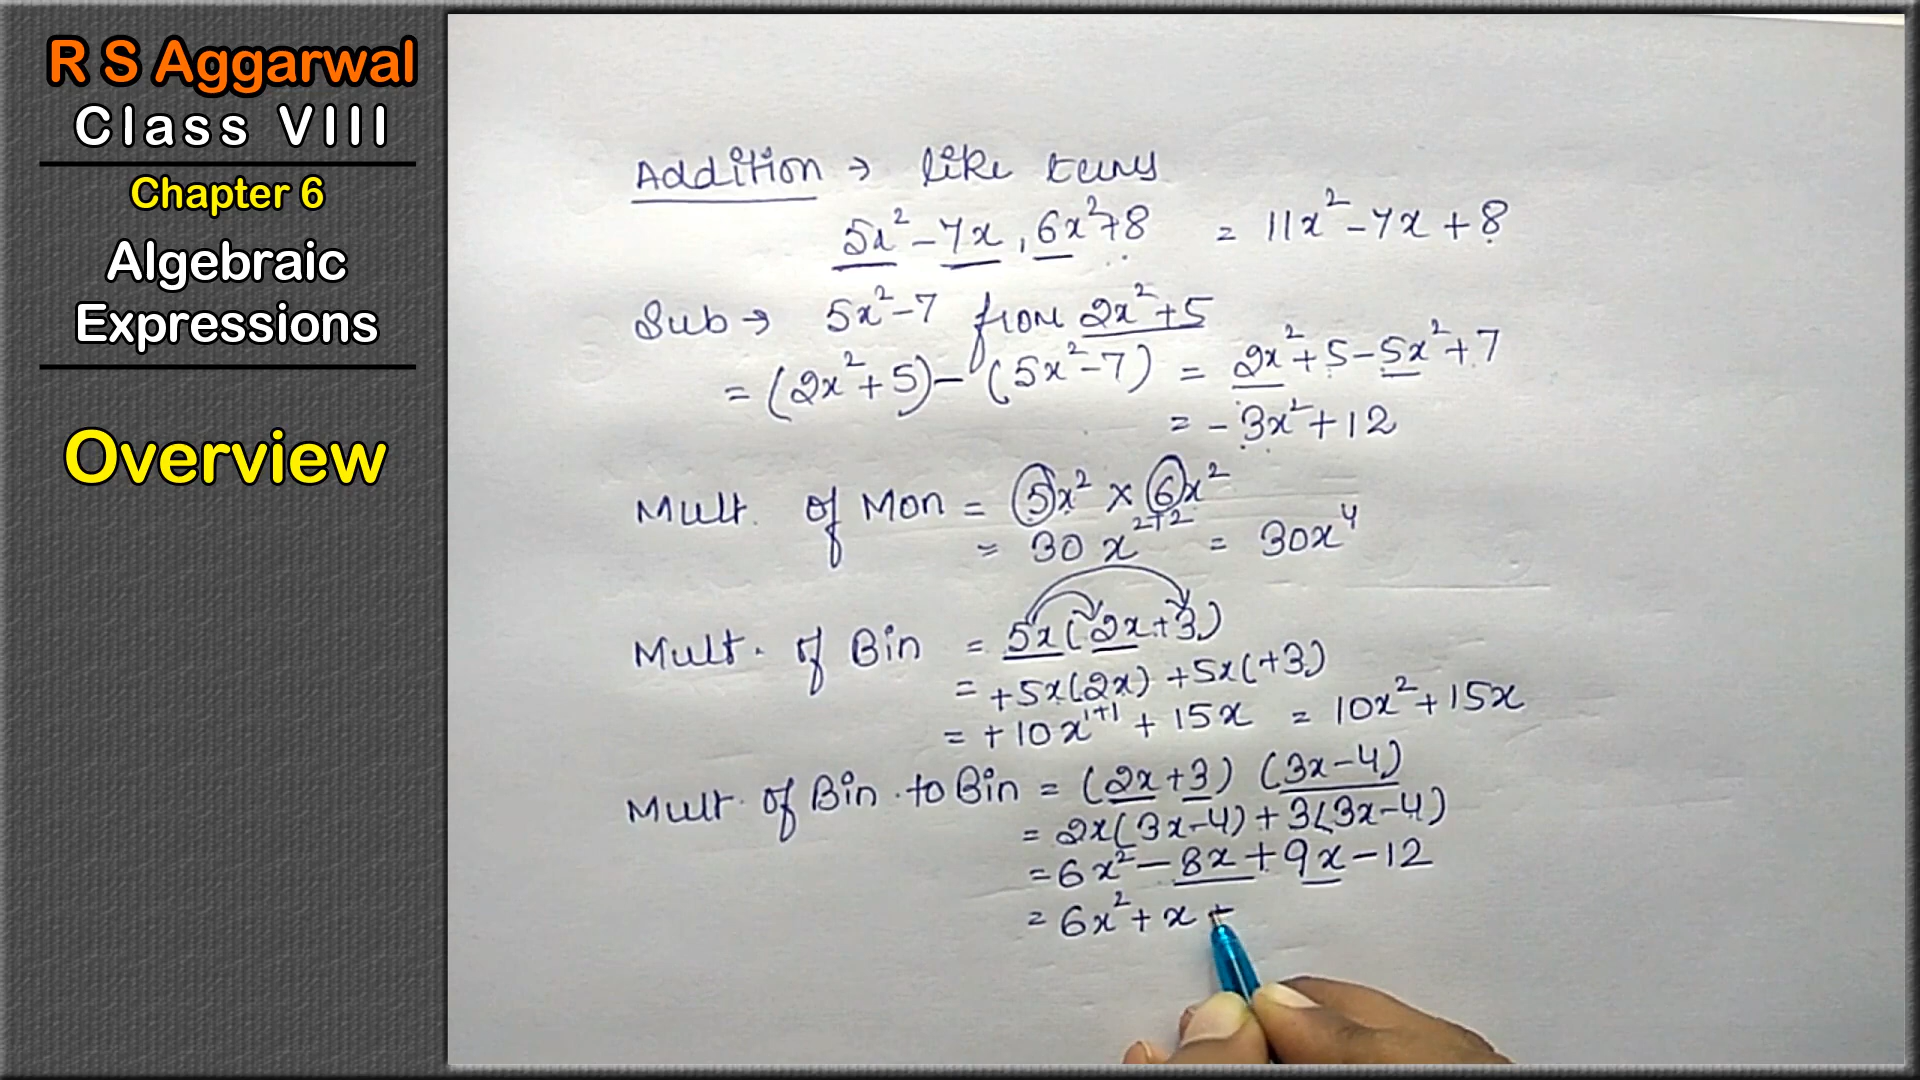 R S Aggarwal
Class VIII
Chapter 6
Algebraic
Expressions
Overview
Addition → like terms
5x² - 7x , 6x² + 8 = 11x² - 7x + 8
Sub → 5x² - 7 from 2x² + 5
= (2x² + 5) - (5x² - 7) = 2x² + 5 - 5x² + 7
= - 3x² + 12
Mult. of Mon = 5x² × 6x²
= 30 x²⁺² = 30x⁴
Mult. of Bin = 5x(2x + 3)
= +5x(2x) + 5x(+3)
= + 10x¹⁺¹ + 15x = 10x² + 15x
Mult. of Bin. to Bin = (2x + 3) (3x - 4)
= 2x(3x - 4) + 3(3x - 4)
= 6x² - 8x + 9x - 12
= 6x² + x -